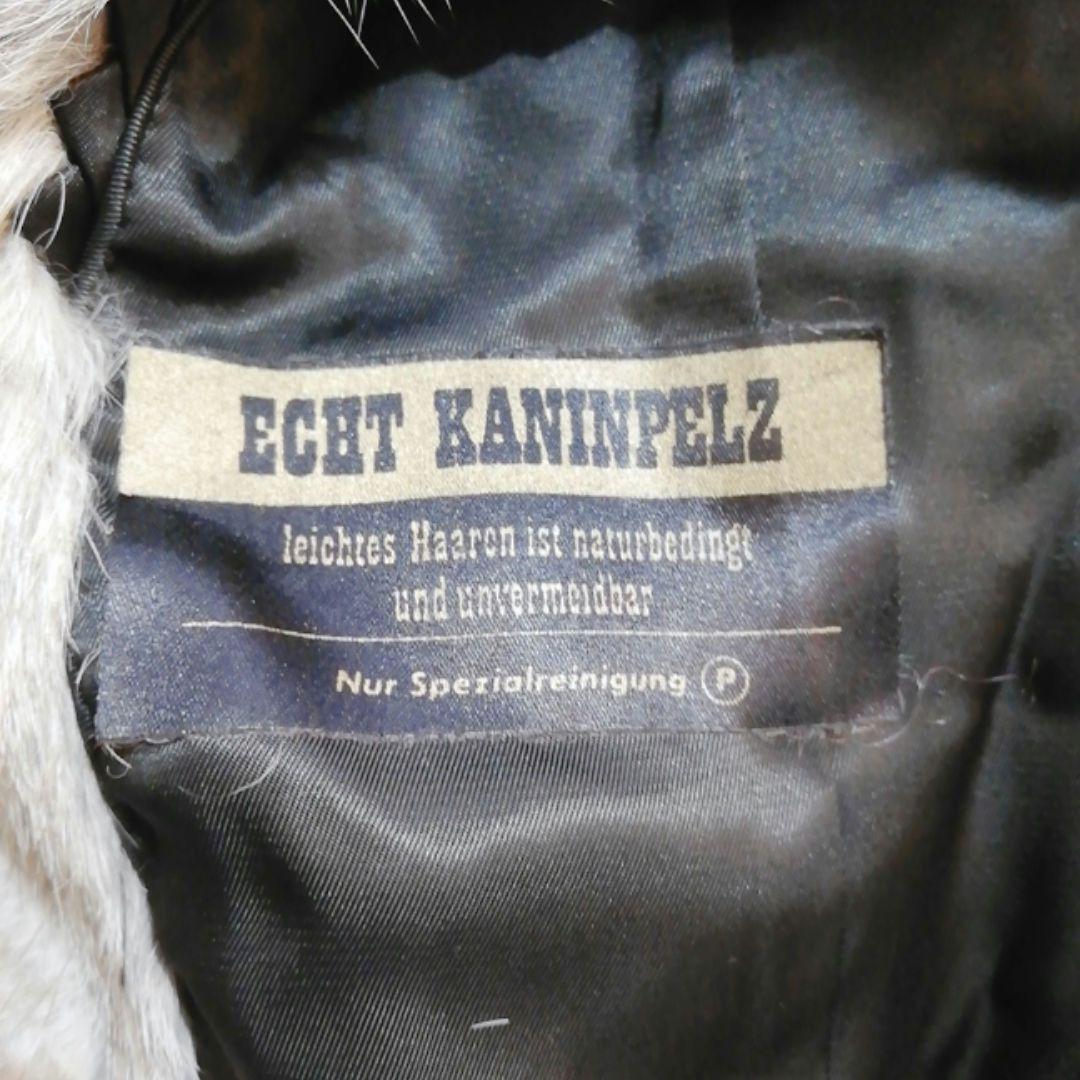 ECHT KANINPELZ
leichtes Haaren ist naturbedingt
und unvermeidbar
Nur Spezialreinigung Ⓟ